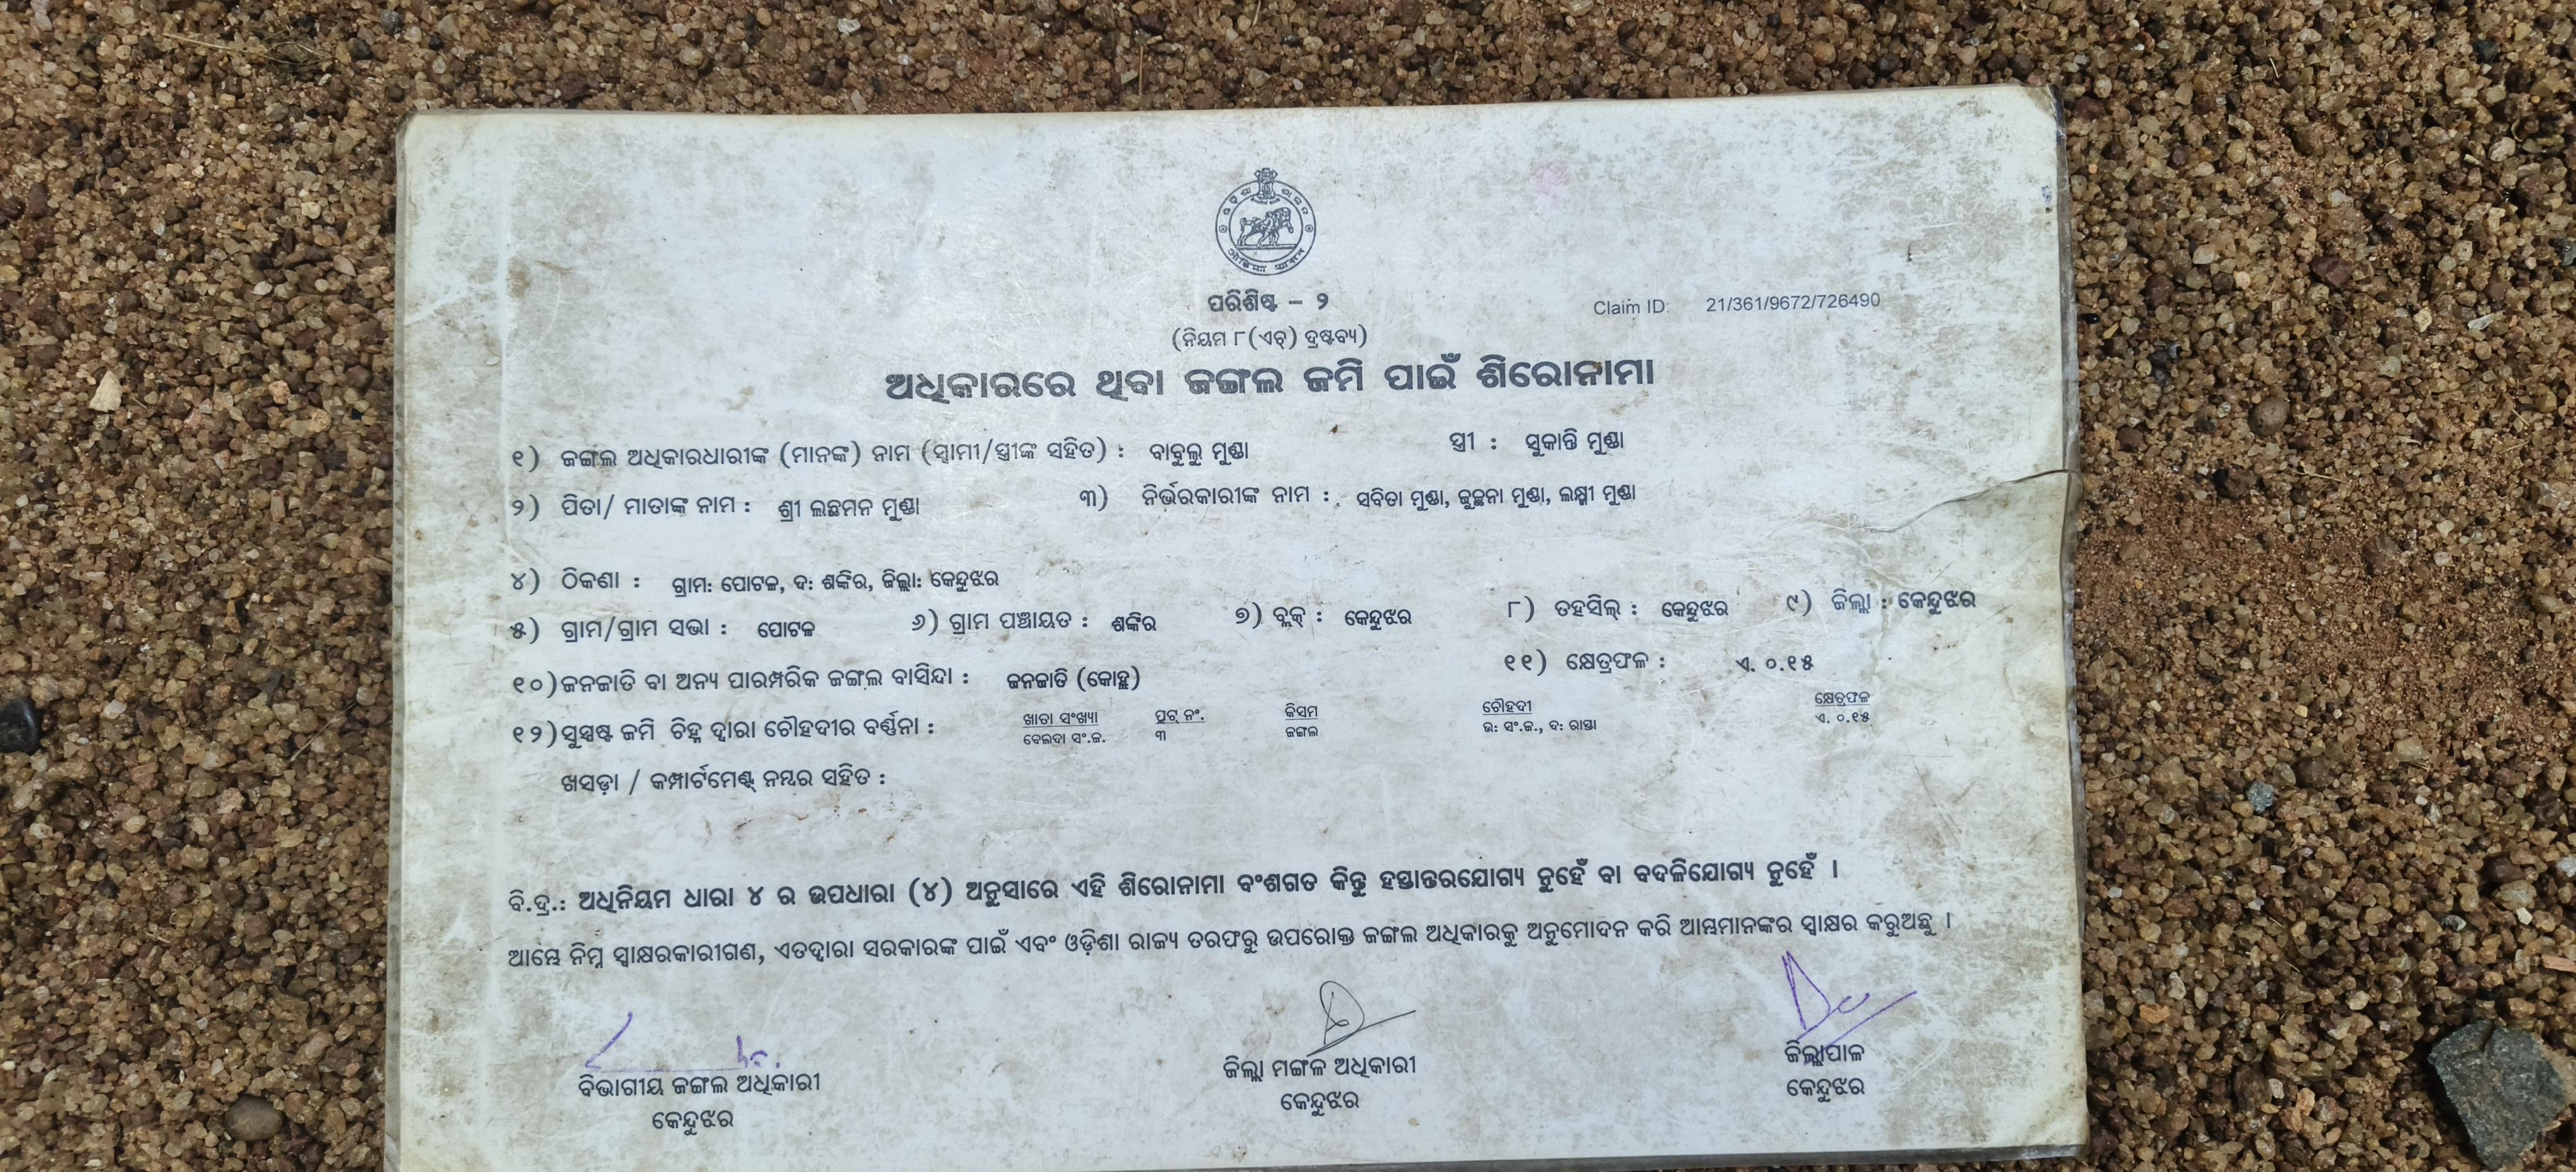 ପରିଶିଷ୍ଟ – ୨
Claim ID: 21/361/9672/726490
(ନିୟମ ୮(ଏଚ୍) ଦ୍ରଷ୍ଟବ୍ୟ)
ଅଧିକାରରେ ଥିବା ଜଙ୍ଗଲ ଜମି ପାଇଁ ଶିରୋନାମା
୧) ଜଙ୍ଗଲ ଅଧିକାରଧାରୀଙ୍କ (ମାନଙ୍କ) ନାମ (ସ୍ୱାମୀ/ସ୍ତ୍ରୀଙ୍କ ସହିତ) : ବାବୁଲୁ ମୁଣ୍ଡା ସ୍ତ୍ରୀ : ସୁକାନ୍ତି ମୁଣ୍ଡା
୨) ପିତା/ ମାତାଙ୍କ ନାମ : ଶ୍ରୀ ଲଛମନ ମୁଣ୍ଡା ୩) ନିର୍ଭରକାରୀଙ୍କ ନାମ : ସବିତା ମୁଣ୍ଡା, ଜୁଚ୍ଛନା ମୁଣ୍ଡା, ଲକ୍ଷ୍ମୀ ମୁଣ୍ଡା
୪) ଠିକଣା : ଗ୍ରାମ: ପୋଟଳ, ଦ: ଶଙ୍କିର, ଜିଲ୍ଲା: କେନ୍ଦୁଝର
୫) ଗ୍ରାମ/ଗ୍ରାମ ସଭା : ପୋଟଳ ୬) ଗ୍ରାମ ପଞ୍ଚାୟତ : ଶଙ୍କିର ୭) ବ୍ଲକ୍ : କେନ୍ଦୁଝର ୮) ତହସିଲ୍ : କେନ୍ଦୁଝର ୯) ଜିଲ୍ଲା : କେନ୍ଦୁଝର
୧୦) ଜନଜାତି ବା ଅନ୍ୟ ପାରମ୍ପରିକ ଜଙ୍ଗଲ ବାସିନ୍ଦା : ଜନଜାତି (କୋହ୍ଲ) ୧୧) କ୍ଷେତ୍ରଫଳ : ଏ. ୦.୧୫
୧୨) ସୁସ୍ପଷ୍ଟ ଜମି ଚିହ୍ନ ଦ୍ୱାରା ଚୌହଦୀର ବର୍ଣ୍ଣନା : ଖାତା ସଂଖ୍ୟା ପ୍ଲଟ୍ ନଂ. କିସମ ଚୌହଦୀ କ୍ଷେତ୍ରଫଳ
ବେଇଦା ସଂ.ଜ. ୩ ଜଙ୍ଗଲ ଉ: ସଂ.ଜ., ଦ: ରାସ୍ତା ଏ. ୦.୧୫
ଖସଡ଼ା / କମ୍ପାର୍ଟମେଣ୍ଟ୍ ନମ୍ବର ସହିତ :
ବି.ଦ୍ର.: ଅଧିନିୟମ ଧାରା ୪ ର ଉପଧାରା (୪) ଅନୁସାରେ ଏହି ଶିରୋନାମା ବଂଶଗତ କିନ୍ତୁ ହସ୍ତାନ୍ତରଯୋଗ୍ୟ ନୁହେଁ ବା ବଦଳିଯୋଗ୍ୟ ନୁହେଁ ।
ଆମ୍ଭେ ନିମ୍ନ ସ୍ୱାକ୍ଷରକାରୀଗଣ, ଏତଦ୍ଵାରା ସରକାରଙ୍କ ପାଇଁ ଏବଂ ଓଡ଼ିଶା ରାଜ୍ୟ ତରଫରୁ ଉପରୋକ୍ତ ଜଙ୍ଗଲ ଅଧିକାରକୁ ଅନୁମୋଦନ କରି ଆମ୍ଭମାନଙ୍କର ସ୍ୱାକ୍ଷର କରୁଅଛୁ ।
ବିଭାଗୀୟ ଜଙ୍ଗଲ ଅଧିକାରୀ ଜିଲ୍ଲା ମଙ୍ଗଳ ଅଧିକାରୀ ଜିଲ୍ଲାପାଳ
କେନ୍ଦୁଝର କେନ୍ଦୁଝର କେନ୍ଦୁଝର